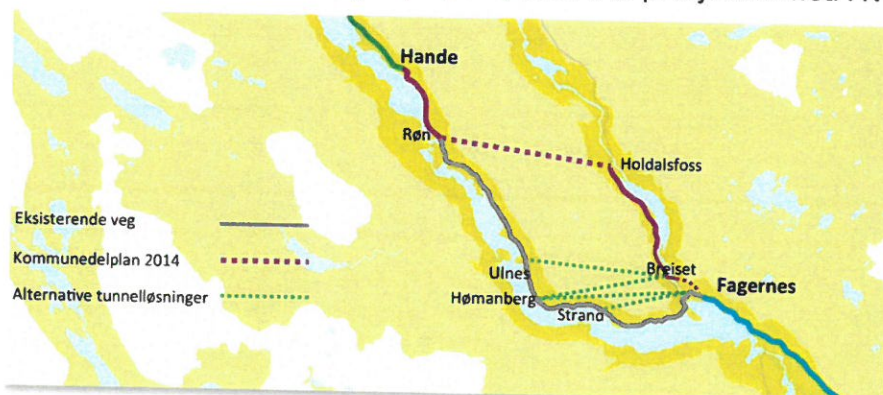 Hande
Røn
Holdalsfoss
Eksisterende veg
Kommunedelplan 2014
Alternative tunnelløsninger
Ulnes
Breiset
Hømanberg
Strand
Fagernes